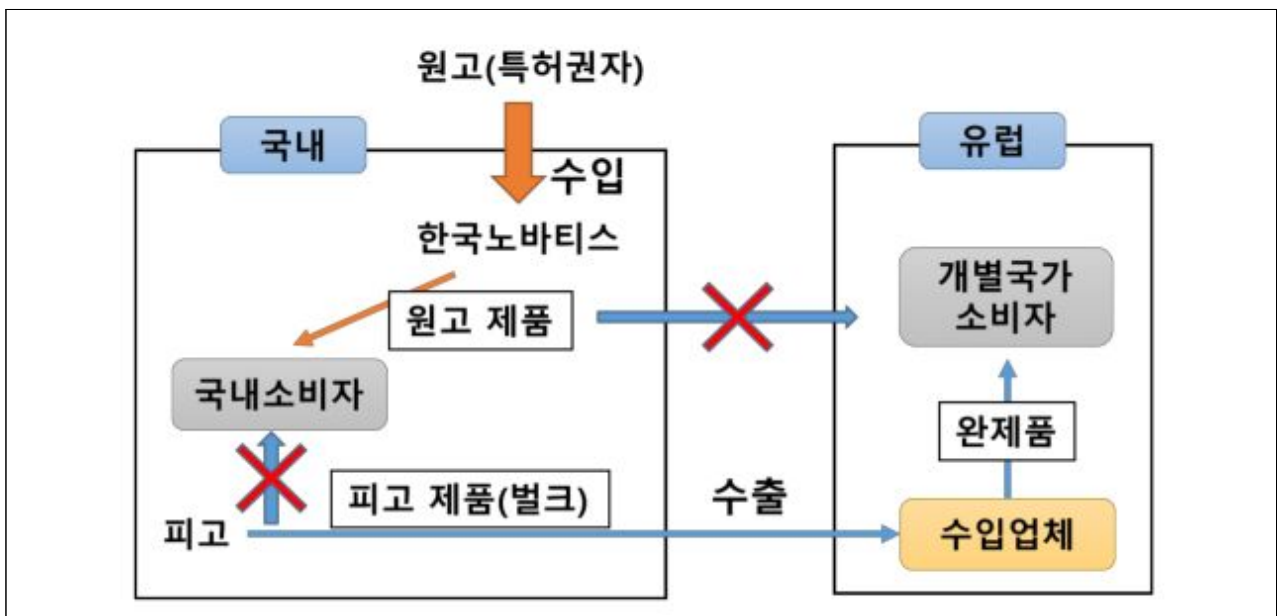 원고(특허권자)
국내
유럽
수입
한국노바티스
개별국가
소비자
원고 제품
국내소비자
완제품
피고 제품(벌크)
수출
피고
수입업체